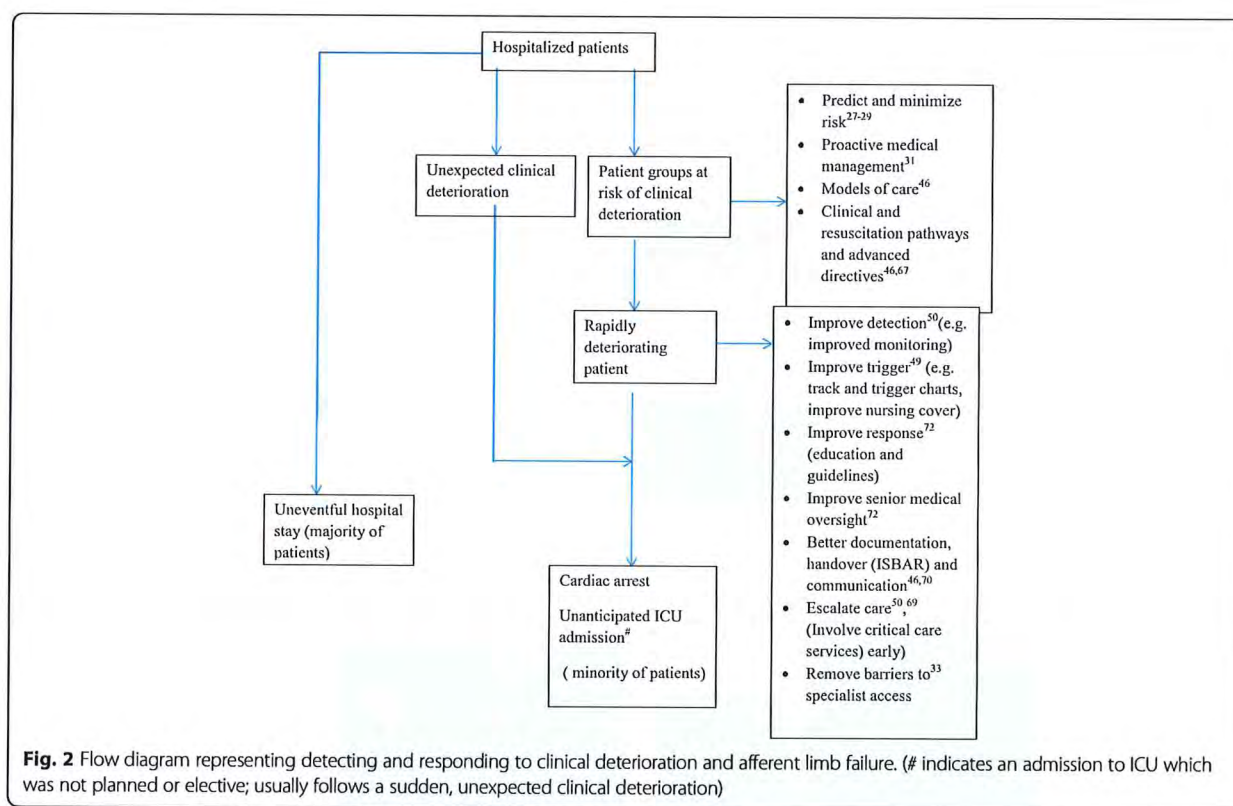 Hospitalized patients
Unexpected clinical
deterioration
Patient groups at
risk of clinical
deterioration
• Predict and minimize
risk27-29
• Proactive medical
management31
• Models of care46
• Clinical and
resuscitation pathways
and advanced
directives46,67
Rapidly
deteriorating
patient
• Improve detection50(e.g.
improved monitoring)
• Improve trigger49 (e.g.
track and trigger charts,
improve nursing cover)
• Improve response72
(education and
guidelines)
• Improve senior medical
oversight72
• Better documentation,
handover (ISBAR) and
communication46,70
• Escalate care50,69
(Involve critical care
services) early)
• Remove barriers to33
specialist access
Uneventful hospital
stay (majority of
patients)
Cardiac arrest
Unanticipated ICU
admission#
( minority of patients)
Fig. 2 Flow diagram representing detecting and responding to clinical deterioration and afferent limb failure. (# indicates an admission to ICU which
was not planned or elective; usually follows a sudden, unexpected clinical deterioration)